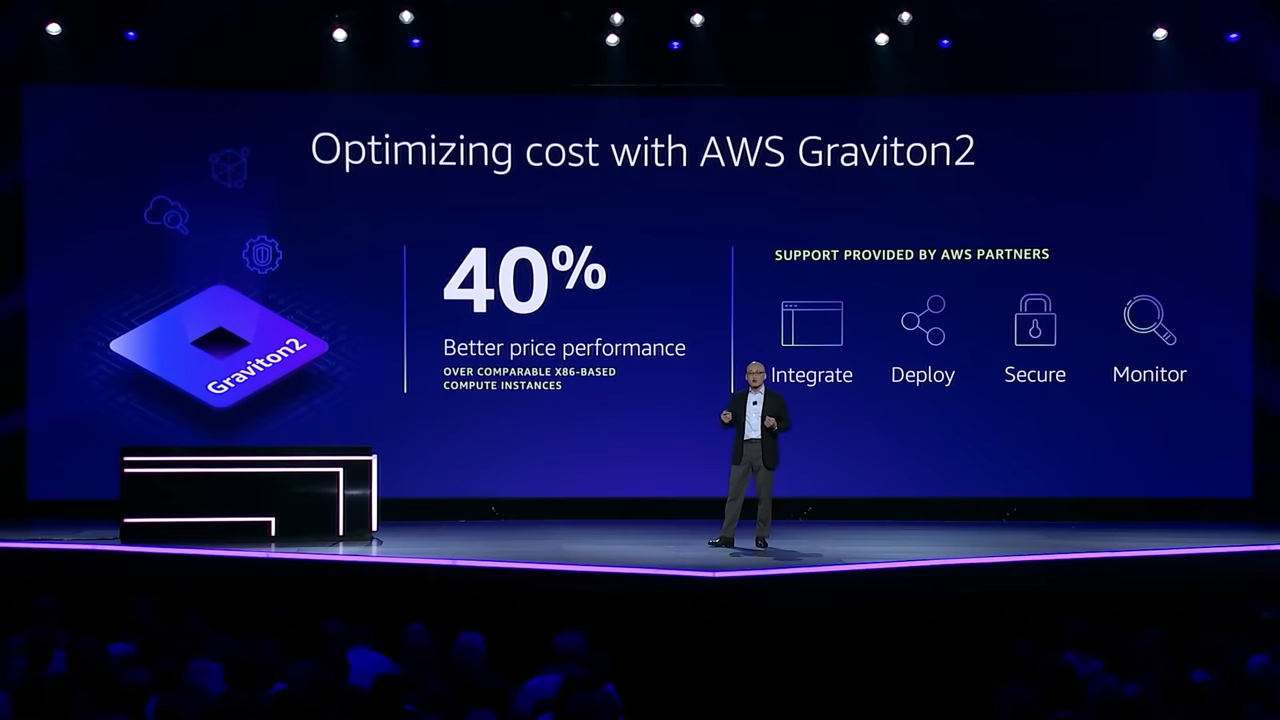 Optimizing cost with AWS Graviton2
Graviton2
40%
Better price performance
OVER COMPARABLE X86-BASED
COMPUTE INSTANCES
SUPPORT PROVIDED BY AWS PARTNERS
Integrate
Deploy
Secure
Monitor